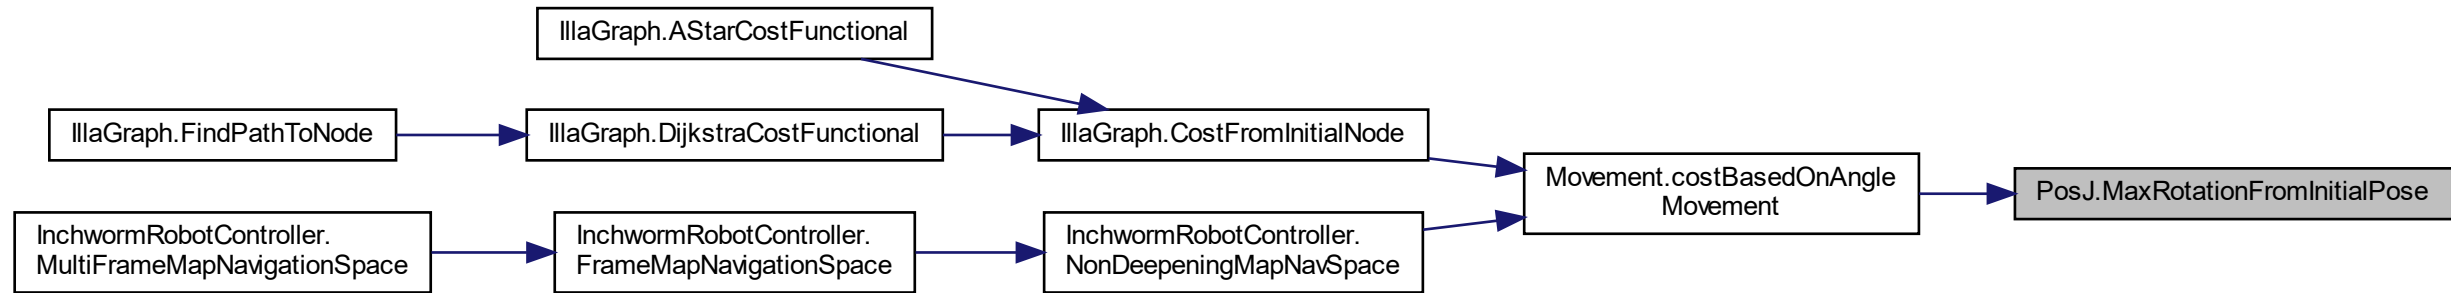 IllaGraph.AStarCostFunctional
IllaGraph.FindPathToNode
IllaGraph.DijkstraCostFunctional
IllaGraph.CostFromInitialNode
Movement.costBasedOnAngle
Movement
PosJ.MaxRotationFromInitialPose
InchwormRobotController.
MultiFrameMapNavigationSpace
InchwormRobotController.
FrameMapNavigationSpace
InchwormRobotController.
NonDeepeningMapNavSpace